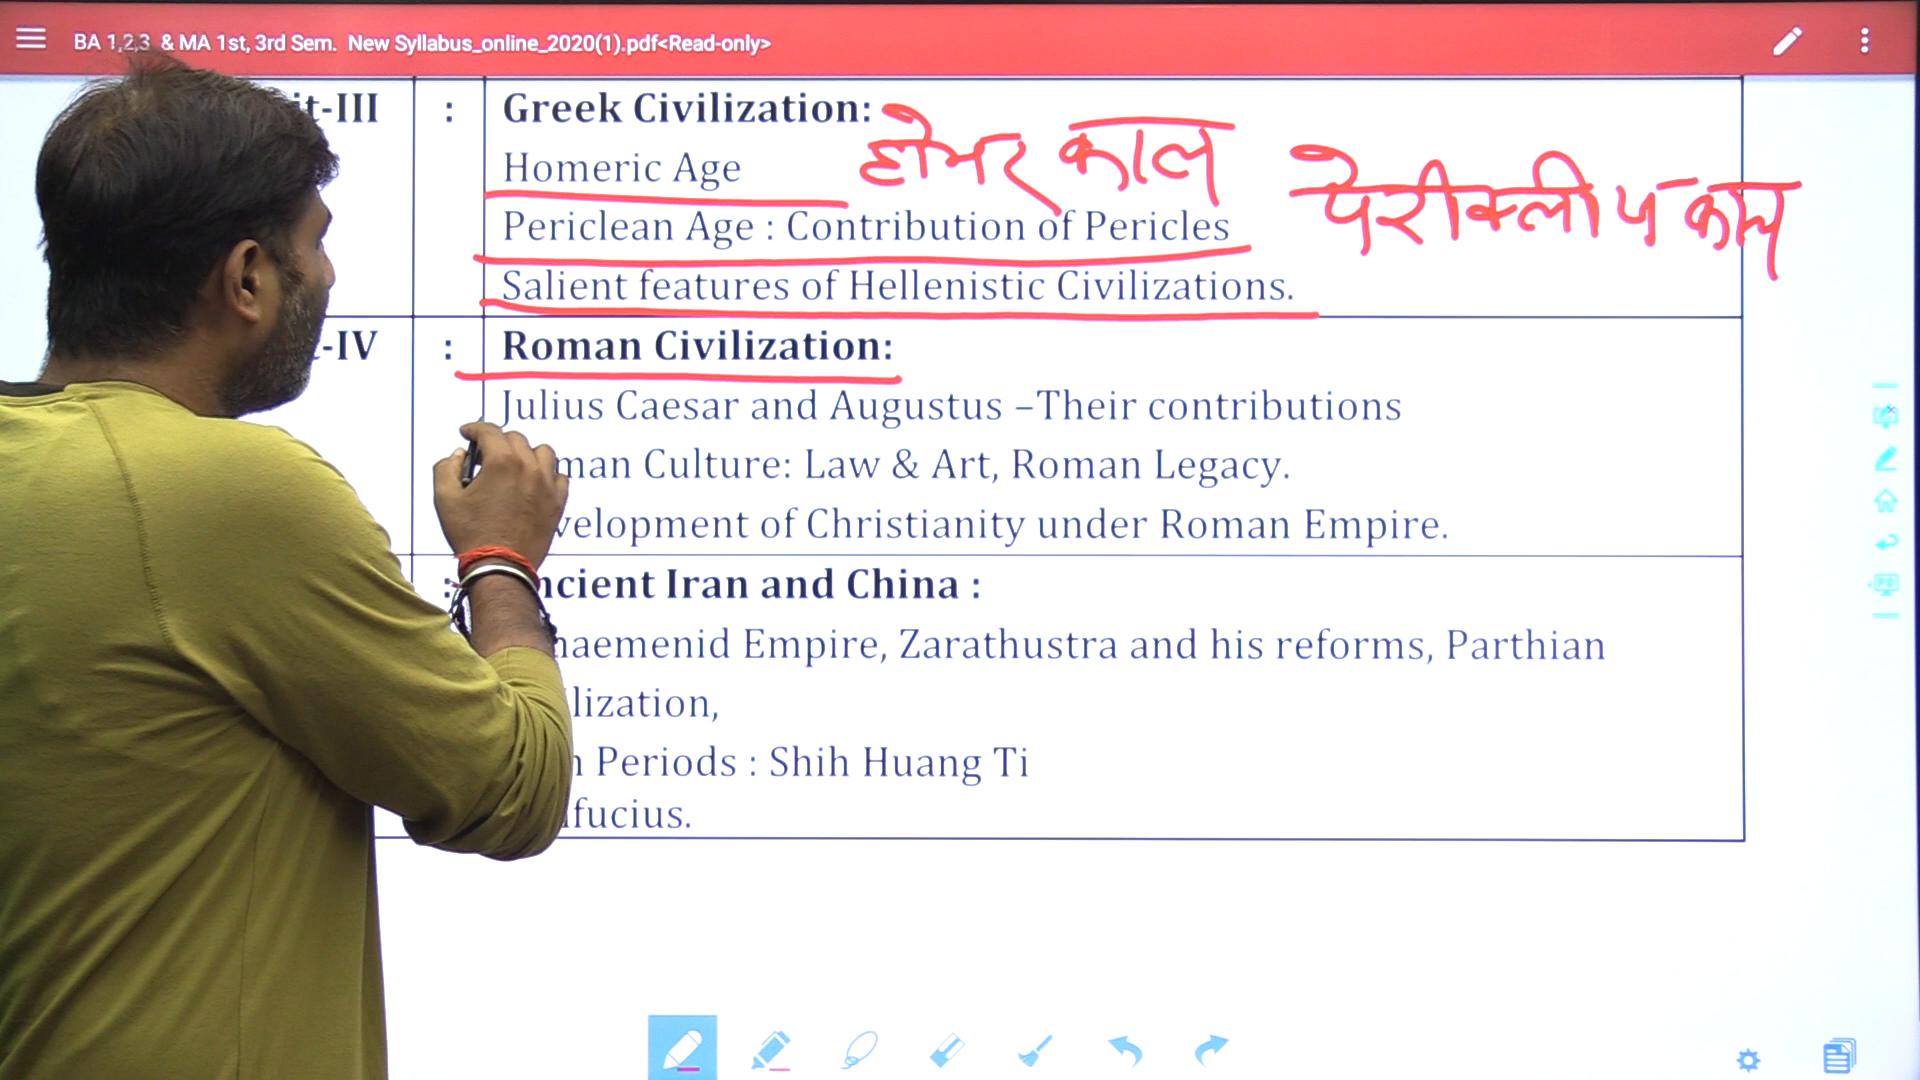 BA 1,2,3 & MA 1st, 3rd Sem. New Syllabus_online_2020(1).pdf<Read-only>
it-III : Greek Civilization:
Homeric Age होमर काल
Periclean Age : Contribution of Pericles पेरीक्लीज काल
Salient features of Hellenistic Civilizations.
-IV : Roman Civilization:
Julius Caesar and Augustus –Their contributions
man Culture: Law & Art, Roman Legacy.
velopment of Christianity under Roman Empire.
: ncient Iran and China :
haemenid Empire, Zarathustra and his reforms, Parthian
lization,
n Periods : Shih Huang Ti
fucius.